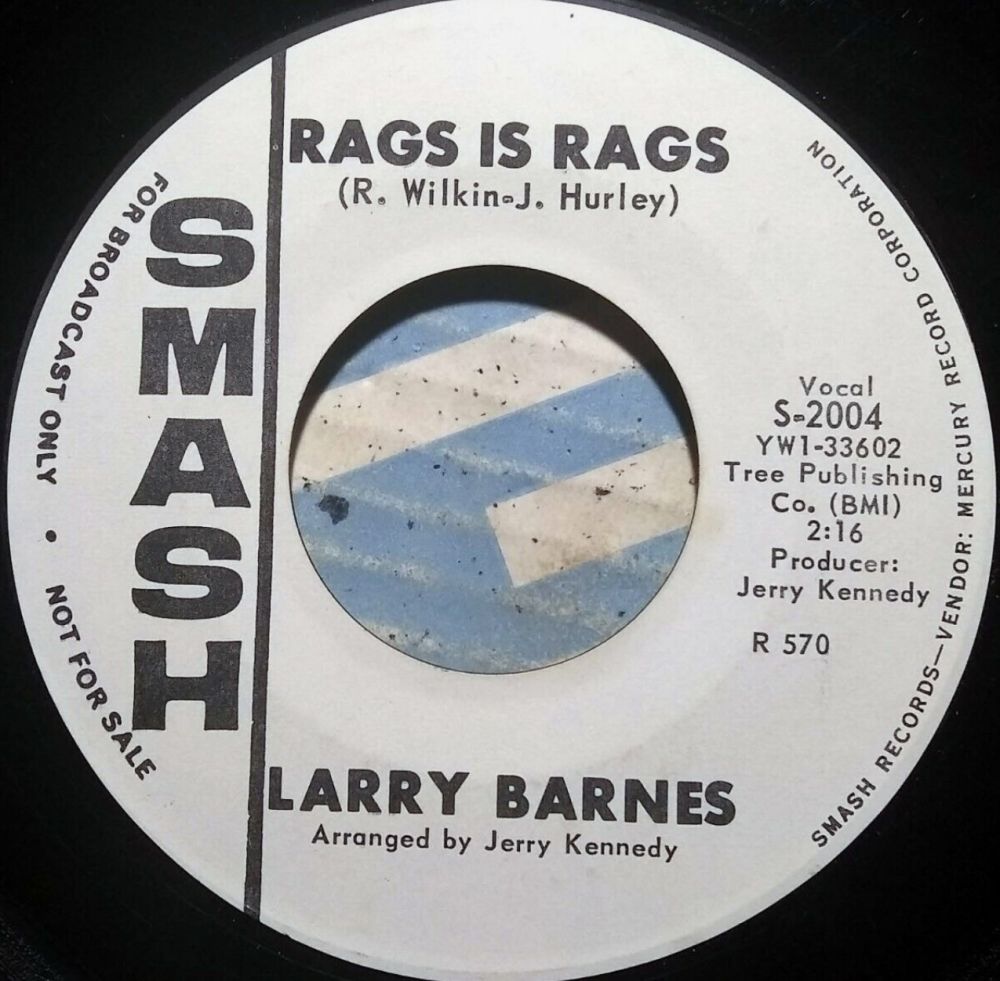 RAGS IS RAGS
(R. Wilkin-J. Hurley)
SMASH
FOR BROADCAST ONLY • NOT FOR SALE
Vocal
S-2004
YW1-33602
Tree Publishing
Co. (BMI)
2:16
Producer:
Jerry Kennedy
R 570
SMASH RECORDS—VENDOR: MERCURY RECORD CORPORATION
LARRY BARNES
Arranged by Jerry Kennedy